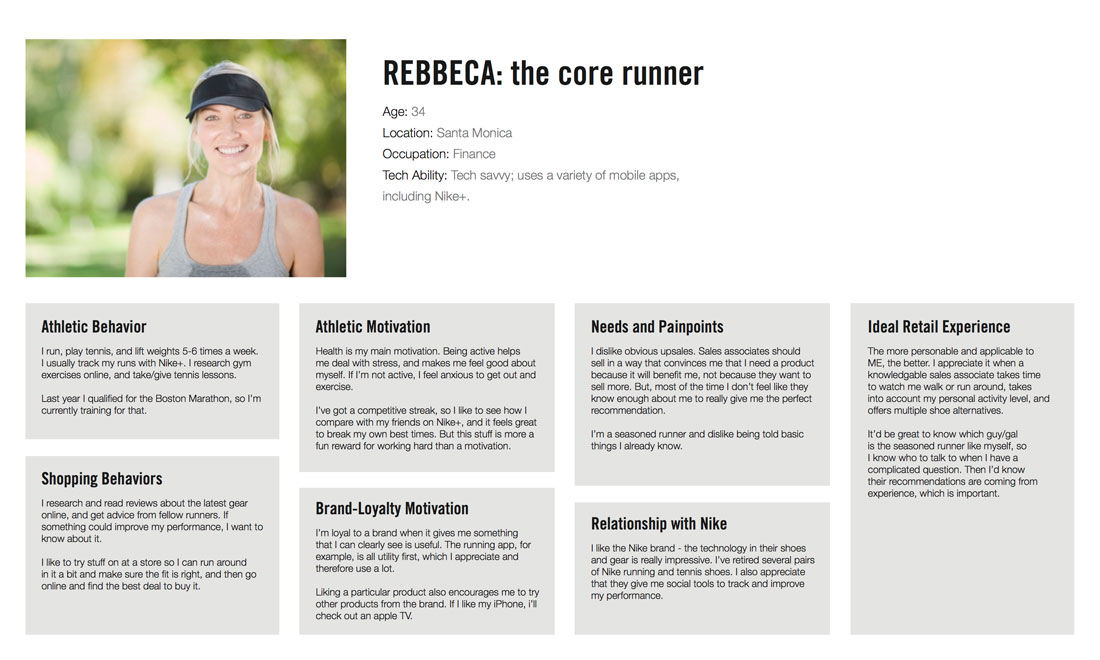 REBBECA: the core runner
Age: 34
Location: Santa Monica
Occupation: Finance
Tech Ability: Tech savvy; uses a variety of mobile apps,
including Nike+.
Athletic Behavior
I run, play tennis, and lift weights 5-6 times a week.
I usually track my runs with Nike+. I research gym
exercises online, and take/give tennis lessons.
Last year I qualified for the Boston Marathon, so I'm
currently training for that.
Shopping Behaviors
I research and read reviews about the latest gear
online, and get advice from fellow runners. If
something could improve my performance, I want to
know about it.
I like to try stuff on at a store so I can run around
in it a bit and make sure the fit is right, and then go
online and find the best deal to buy it.
Athletic Motivation
Health is my main motivation. Being active helps
me deal with stress, and makes me feel good about
myself. If I'm not active, I feel anxious to get out and
exercise.
I've got a competitive streak, so I like to see how I
compare with my friends on Nike+, and it feels great
to break my own best times. But this stuff is more a
fun reward for working hard than a motivation.
Brand-Loyalty Motivation
I'm loyal to a brand when it gives me something
that I can clearly see is useful. The running app, for
example, is all utility first, which I appreciate and
therefore use a lot.
Liking a particular product also encourages me to try
other products from the brand. If I like my iPhone, i'll
check out an apple TV.
Needs and Painpoints
I dislike obvious upsales. Sales associates should
sell in a way that convinces me that I need a product
because it will benefit me, not because they want to
sell more. But, most of the time I don't feel like they
know enough about me to really give me the perfect
recommendation.
I'm a seasoned runner and dislike being told basic
things I already know.
Relationship with Nike
I like the Nike brand - the technology in their shoes
and gear is really impressive. I've retired several pairs
of Nike running and tennis shoes. I also appreciate
that they give me social tools to track and improve
my performance.
Ideal Retail Experience
The more personable and applicable to
ME, the better. I appreciate it when a
knowledgable sales associate takes time
to watch me walk or run around, takes
into account my personal activity level, and
offers multiple shoe alternatives.
It'd be great to know which guy/gal
is the seasoned runner like myself, so
I know who to talk to when I have a
complicated question. Then I'd know
their recommendations are coming from
experience, which is important.